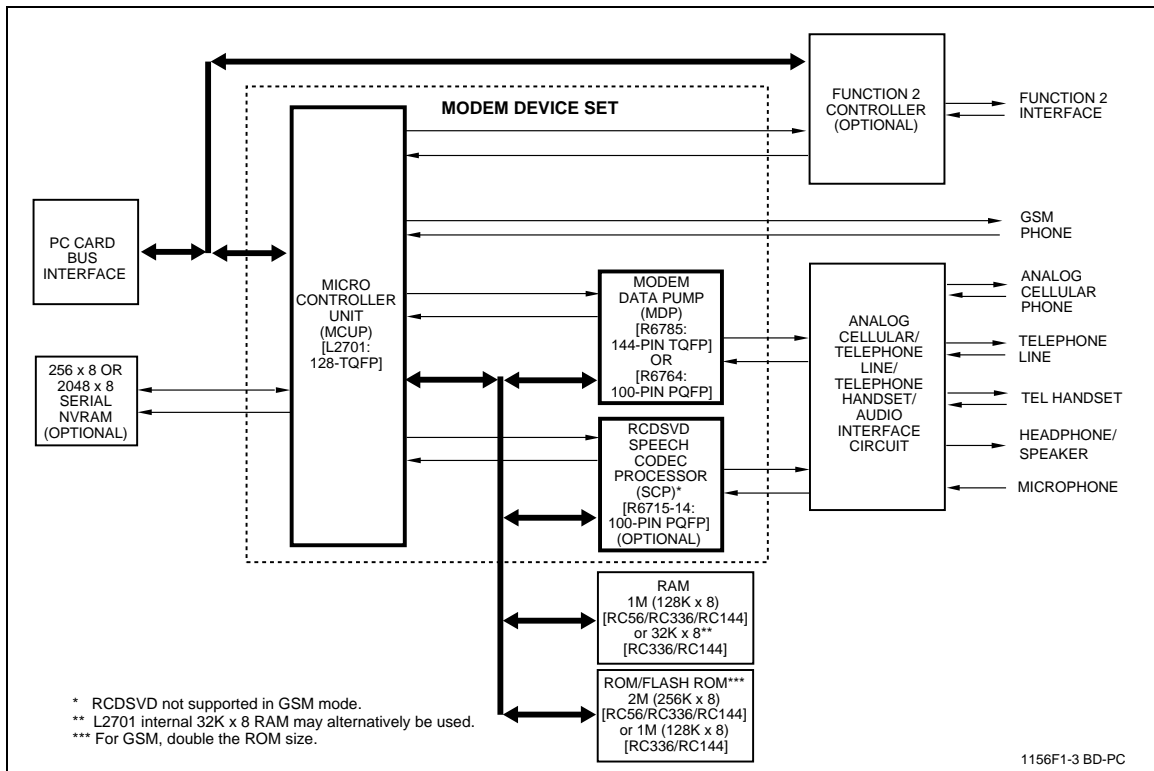 MODEM DEVICE SET
FUNCTION 2
CONTROLLER
(OPTIONAL)
FUNCTION 2
INTERFACE
PC CARD
BUS
INTERFACE
MICRO
CONTROLLER
UNIT
(MCUP)
[L2701:
128-TQFP]
GSM
PHONE
256 x 8 OR
2048 x 8
SERIAL
NVRAM
(OPTIONAL)
MODEM
DATA PUMP
(MDP)
[R6785:
144-PIN TQFP]
OR
[R6764:
100-PIN PQFP]
RCDSVD
SPEECH
CODEC
PROCESSOR
(SCP)*
[R6715-14:
100-PIN PQFP]
(OPTIONAL)
ANALOG
CELLULAR/
TELEPHONE
LINE/
TELEPHONE
HANDSET/
AUDIO
INTERFACE
CIRCUIT
ANALOG
CELLULAR
PHONE
TELEPHONE
LINE
TEL HANDSET
HEADPHONE/
SPEAKER
MICROPHONE
RAM
1M (128K x 8)
[RC56/RC336/RC144]
or 32K x 8**
[RC336/RC144]
ROM/FLASH ROM***
2M (256K x 8)
[RC56/RC336/RC144]
or 1M (128K x 8)
[RC336/RC144]
* RCDSVD not supported in GSM mode.
** L2701 internal 32K x 8 RAM may alternatively be used.
*** For GSM, double the ROM size.
1156F1-3 BD-PC